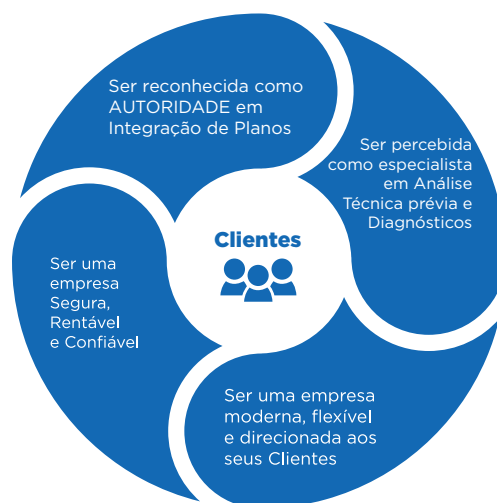 Ser reconhecida como
AUTORIDADE em
Integração de Planos
Ser percebida
como especialista
em Análise
Técnica prévia e
Diagnósticos
Clientes
Ser uma
empresa
Segura,
Rentável
e Confiável
Ser uma empresa
moderna, flexível
e direcionada aos
seus Clientes